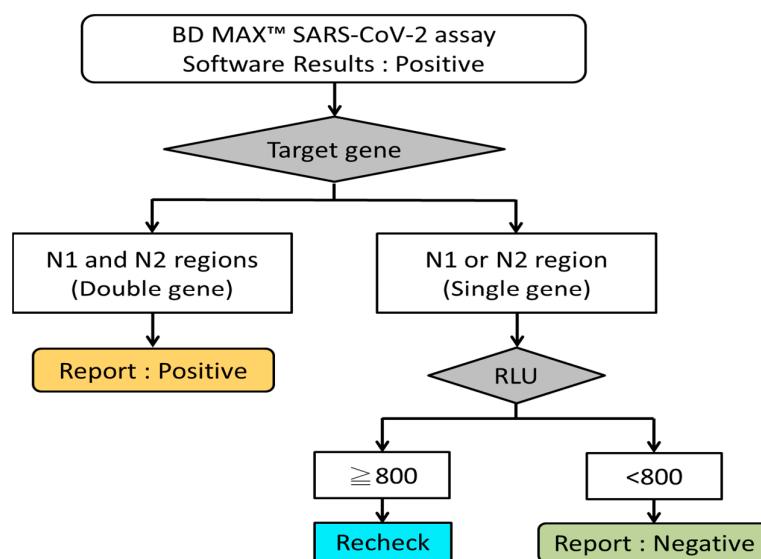 BD MAX™ SARS-CoV-2 assay
Software Results : Positive
Target gene
N1 and N2 regions
(Double gene)
N1 or N2 region
(Single gene)
Report : Positive
RLU
≧800
<800
Recheck
Report : Negative